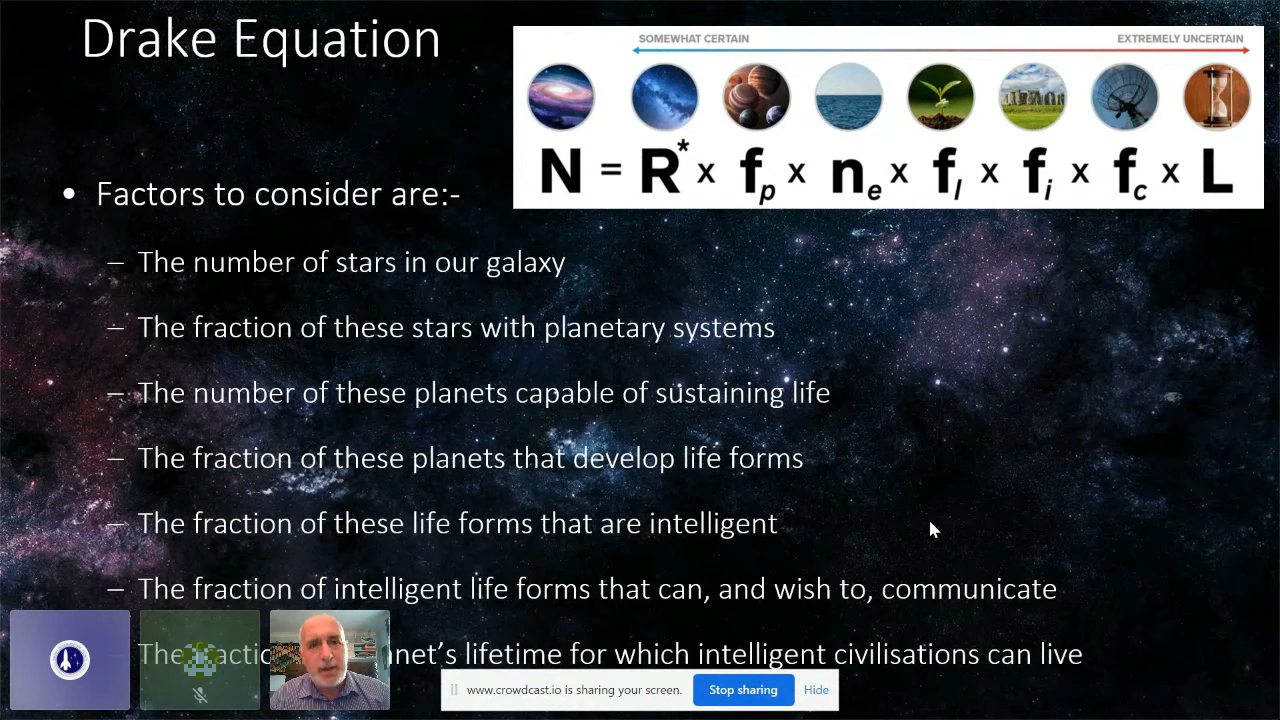 Drake Equation
SOMEWHAT CERTAIN EXTREMELY UNCERTAIN
N = R* x fp x ne x fl x fi x fc x L
• Factors to consider are:-
– The number of stars in our galaxy
– The fraction of these stars with planetary systems
– The number of these planets capable of sustaining life
– The fraction of these planets that develop life forms
– The fraction of these life forms that are intelligent
– The fraction of intelligent life forms that can, and wish to, communicate
The lifetime for which intelligent civilisations can live
www.crowdcast.io is sharing your screen. Stop sharing Hide